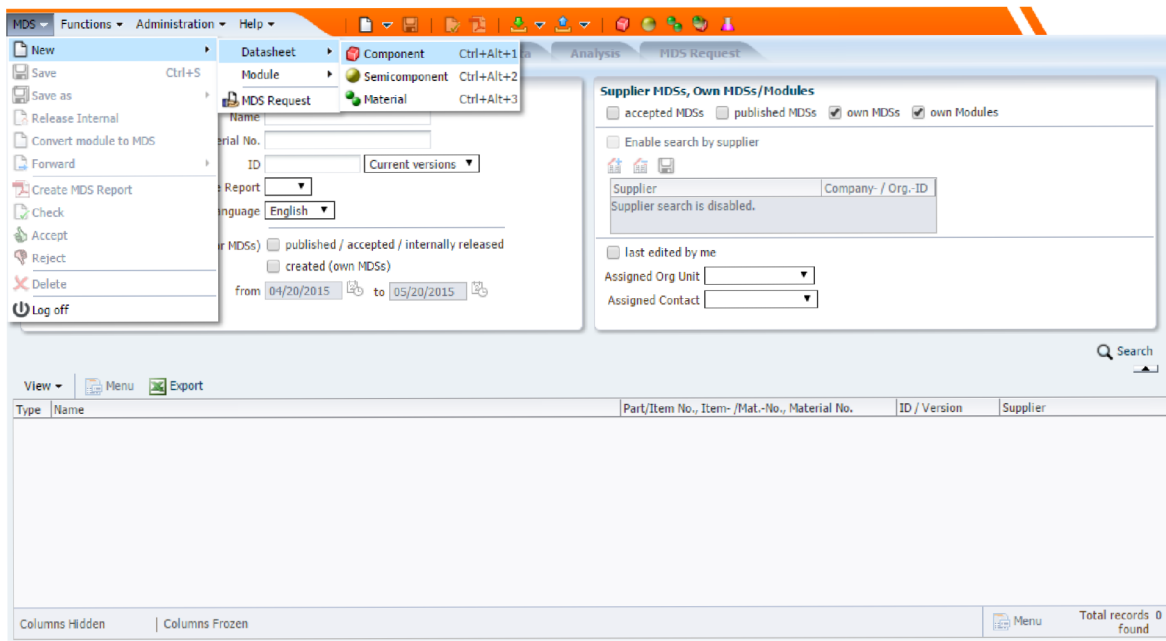 MDS Functions Administration Help
New
Save Ctrl+S
Save as
Release Internal
Convert module to MDS
Forward
Create MDS Report
Check
Accept
Reject
Delete
Log off
Datasheet
Module
MDS Request
Component Ctrl+Alt+1
Semicomponent Ctrl+Alt+2
Material Ctrl+Alt+3
Analysis MDS Request
Name
erial No.
ID Current versions
Report
nguage English
r MDSs) published / accepted / internally released
created (own MDSs)
from 04/20/2015 to 05/20/2015
Supplier MDSs, Own MDSs/Modules
accepted MDSs published MDSs own MDSs own Modules
Enable search by supplier
Supplier Company- / Org.-ID
Supplier search is disabled.
last edited by me
Assigned Org Unit
Assigned Contact
Search
View Menu Export
Type Name Part/Item No., Item- /Mat.-No., Material No. ID / Version Supplier
Columns Hidden Columns Frozen Menu Total records 0
found